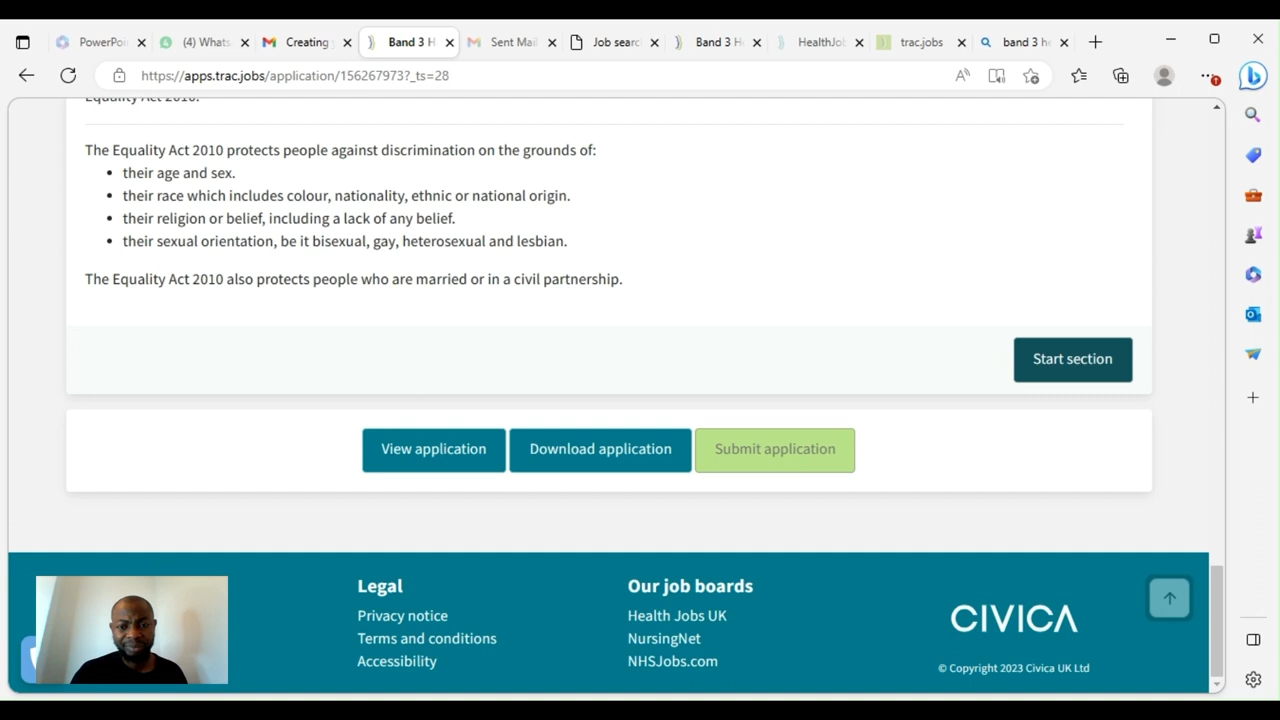 PowerPoi
(4) Whats
Creating
Band 3 H
Sent Mail
Job searc
Band 3 He
HealthJob
trac.jobs
band 3 he
https://apps.trac.jobs/application/156267973?_ts=28
Equality Act 2010.
The Equality Act 2010 protects people against discrimination on the grounds of:
• their age and sex.
• their race which includes colour, nationality, ethnic or national origin.
• their religion or belief, including a lack of any belief.
• their sexual orientation, be it bisexual, gay, heterosexual and lesbian.
The Equality Act 2010 also protects people who are married or in a civil partnership.
Start section
View application Download application Submit application
Legal
Privacy notice
Terms and conditions
Accessibility
Our job boards
Health Jobs UK
NursingNet
NHSJobs.com
CIVICA
© Copyright 2023 Civica UK Ltd